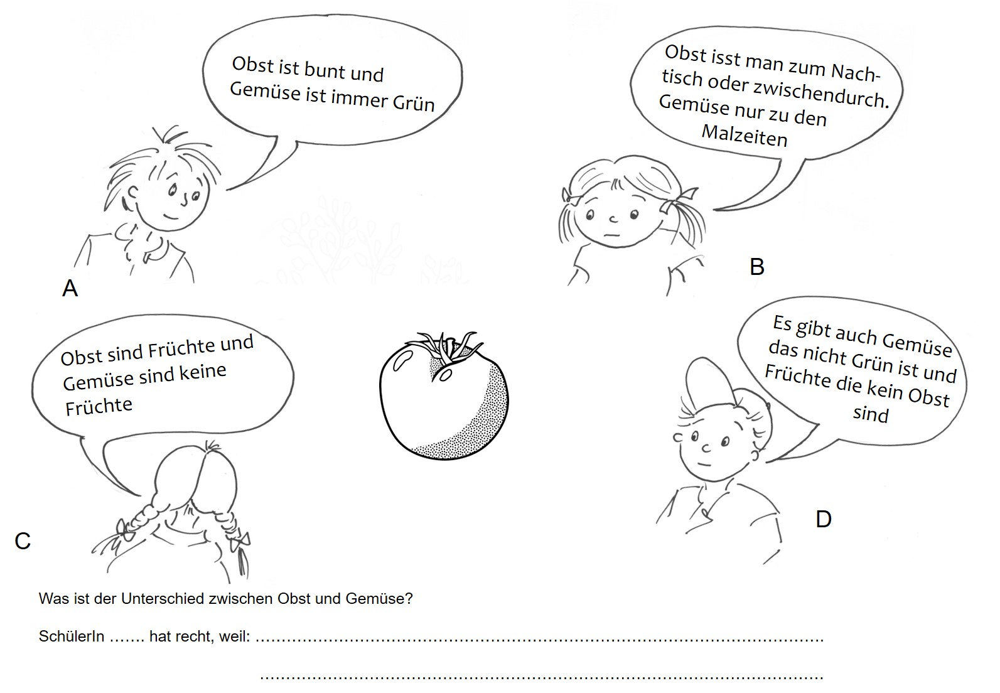 Obst ist bunt und
Gemüse ist immer Grün
A
Obst isst man zum Nach-
tisch oder zwischendurch.
Gemüse nur zu den
Malzeiten
B
Obst sind Früchte und
Gemüse sind keine
Früchte
C
Es gibt auch Gemüse
das nicht Grün ist und
Früchte die kein Obst
sind
D
Was ist der Unterschied zwischen Obst und Gemüse?
SchülerIn ....... hat recht, weil: ..............................................................................................................
..............................................................................................................